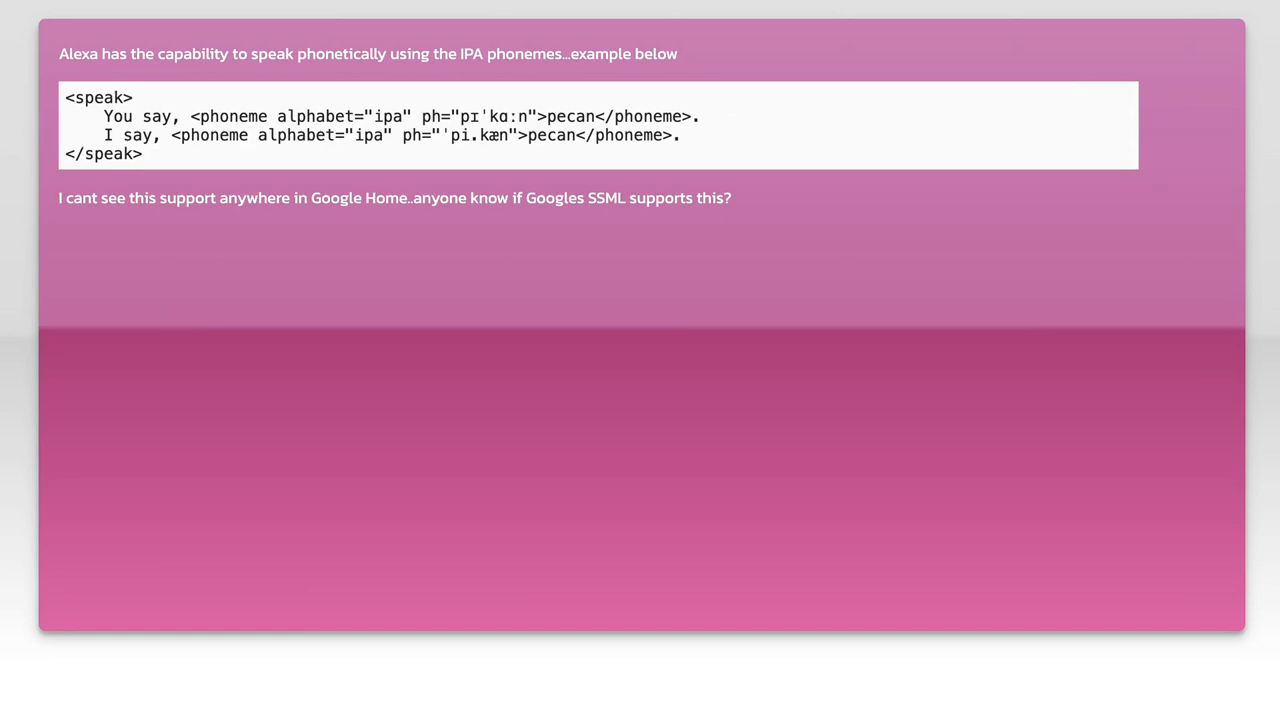 Alexa has the capability to speak phonetically using the IPA phonemes...example below
<speak>
    You say, <phoneme alphabet="ipa" ph="pɪˈkɑːn">pecan</phoneme>.
    I say, <phoneme alphabet="ipa" ph="ˈpi.kæn">pecan</phoneme>.
</speak>
I cant see this support anywhere in Google Home..anyone know if Googles SSML supports this?